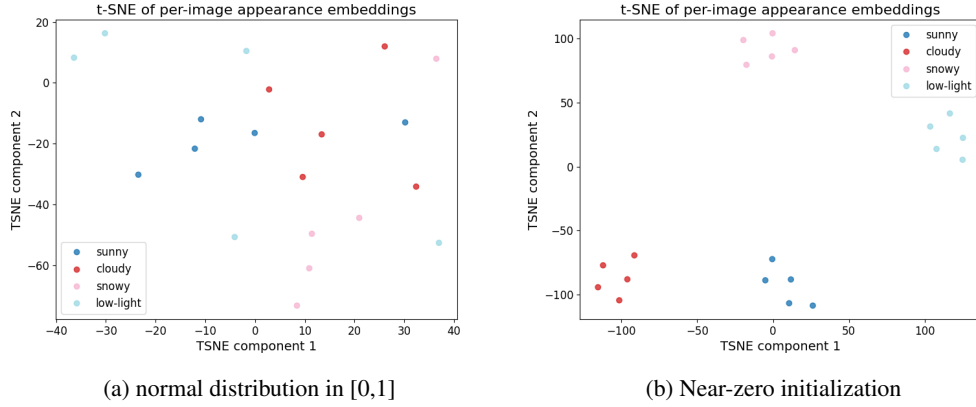 t-SNE of per-image appearance embeddings
20
0
−20
−40
−60
TSNE component 2
sunny
cloudy
snowy
low-light
−40
−30
−20
−10
0
10
20
30
40
TSNE component 1
(a) normal distribution in [0,1]
t-SNE of per-image appearance embeddings
100
50
0
−50
−100
TSNE component 2
sunny
cloudy
snowy
low-light
−100
−50
0
50
100
TSNE component 1
(b) Near-zero initialization